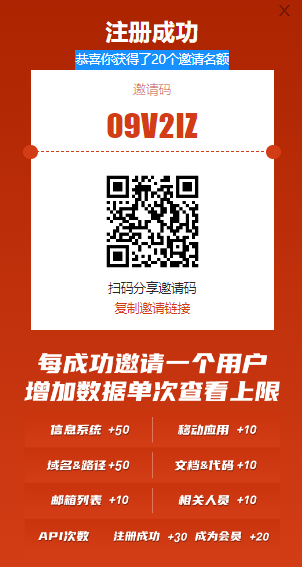 注册成功
恭喜你获得了20个邀请名额
邀请码
09V2IZ
扫码分享邀请码
复制邀请链接
每成功邀请一个用户
增加数据单次查看上限
信息系统 +50 移动应用 +10
域名&路径+50 文档&代码 +10
邮箱列表 +10 相关人员 +10
API次数 注册成功 +30 成为会员 +20